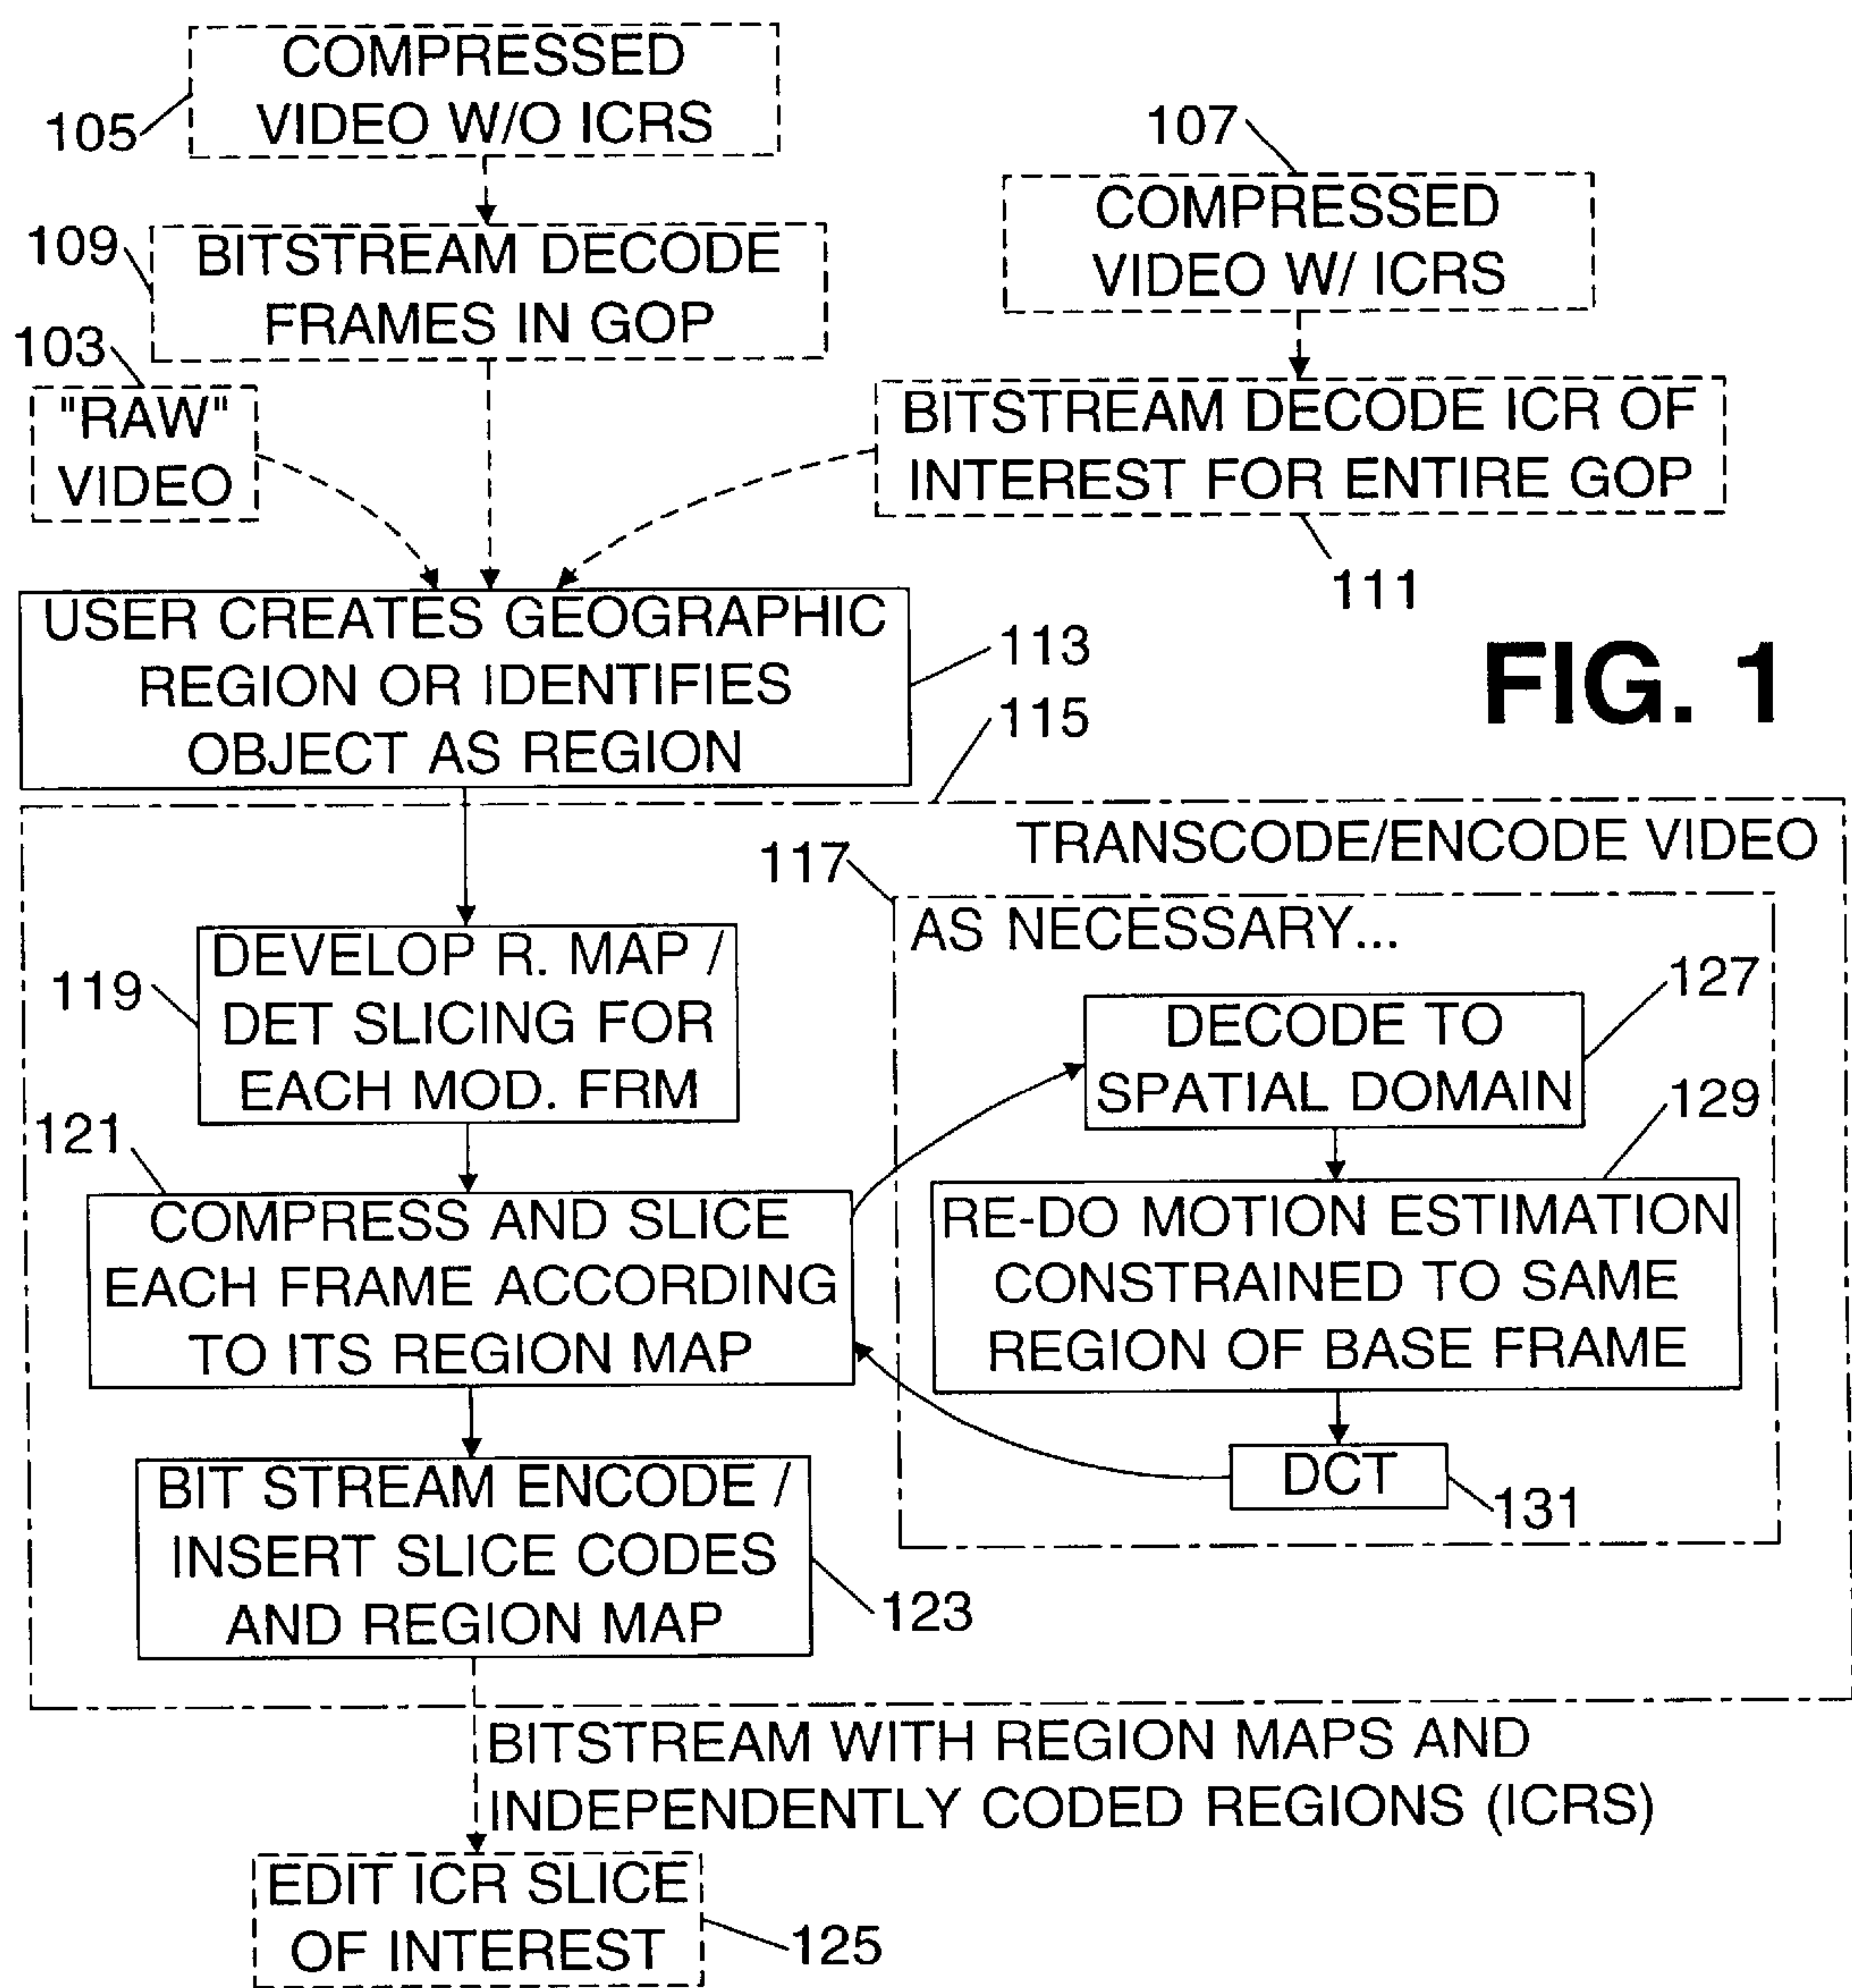 COMPRESSED
VIDEO W/O ICRS
105
107
COMPRESSED
VIDEO W/ ICRS
109
BITSTREAM DECODE
FRAMES IN GOP
103
"RAW"
VIDEO
BITSTREAM DECODE ICR OF
INTEREST FOR ENTIRE GOP
111
USER CREATES GEOGRAPHIC
REGION OR IDENTIFIES
OBJECT AS REGION
113
115
FIG. 1
TRANSCODE/ENCODE VIDEO
117
AS NECESSARY...
119
DEVELOP R. MAP /
DET SLICING FOR
EACH MOD. FRM
127
DECODE TO
SPATIAL DOMAIN
129
121
COMPRESS AND SLICE
EACH FRAME ACCORDING
TO ITS REGION MAP
RE-DO MOTION ESTIMATION
CONSTRAINED TO SAME
REGION OF BASE FRAME
DCT
131
BIT STREAM ENCODE /
INSERT SLICE CODES
AND REGION MAP
123
BITSTREAM WITH REGION MAPS AND
INDEPENDENTLY CODED REGIONS (ICRS)
EDIT ICR SLICE
OF INTEREST
125